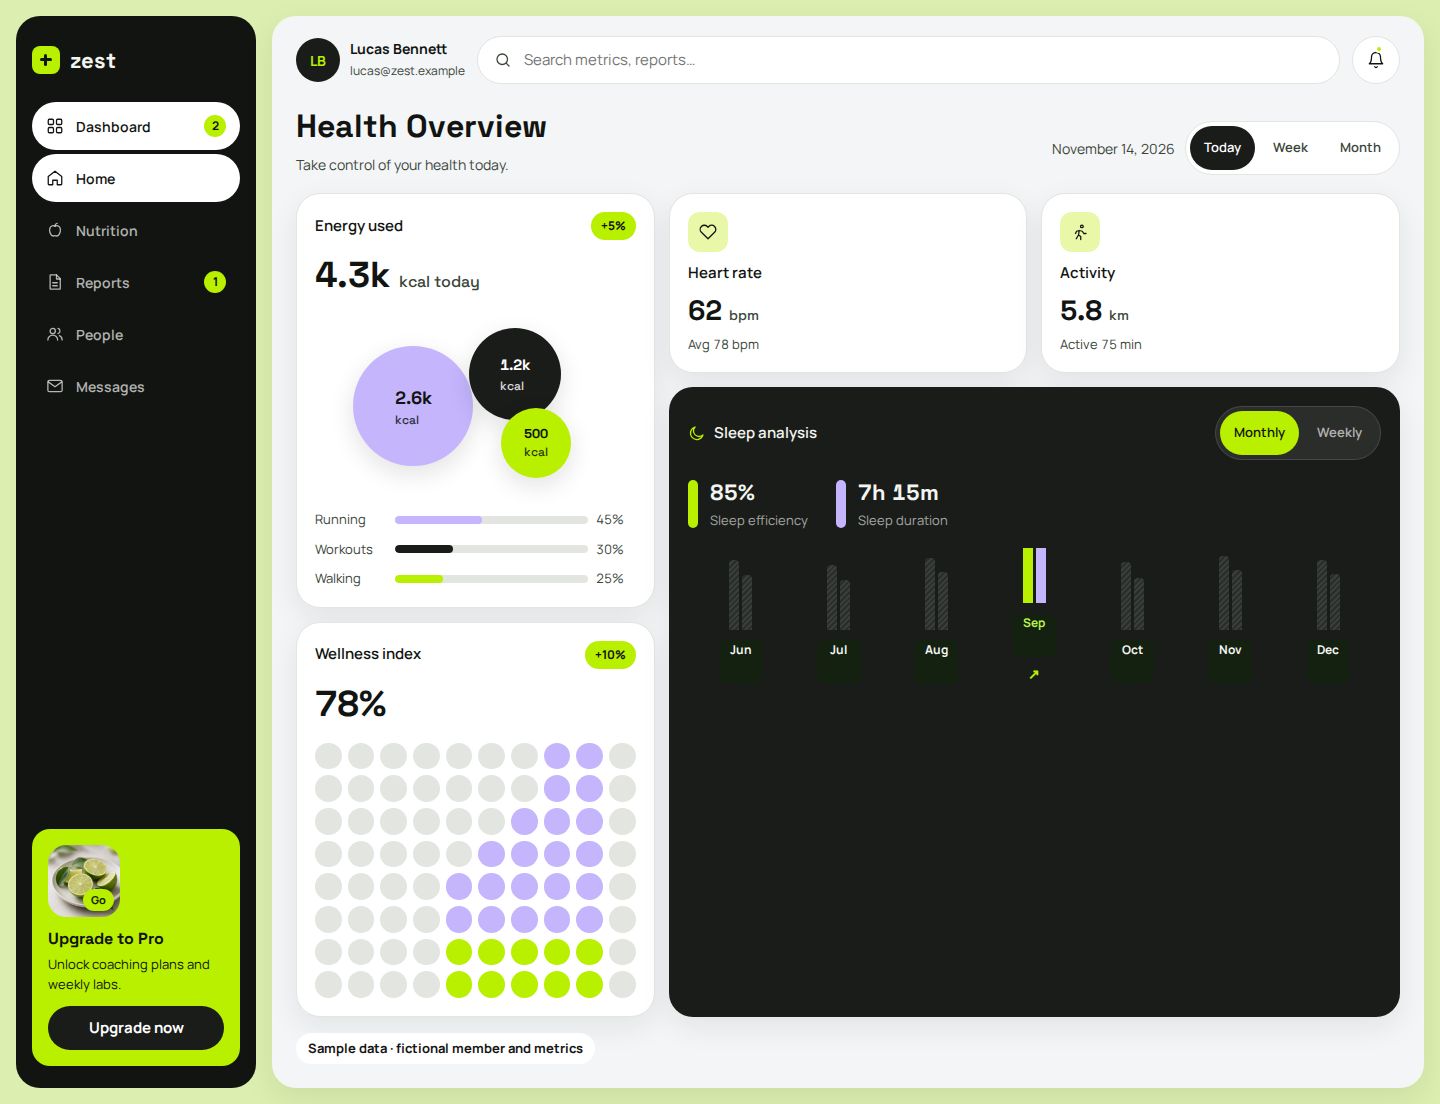 zest
Dashboard 2
Home
Nutrition
Reports 1
People
Messages
Go
Upgrade to Pro
Unlock coaching plans and
weekly labs.
Upgrade now
LB
Lucas Bennett
lucas@zest.example
Search metrics, reports...
Health Overview
Take control of your health today.
November 14, 2026
Today Week Month
Energy used
+5%
4.3k kcal today
2.6k
kcal
1.2k
kcal
500
kcal
Running 45%
Workouts 30%
Walking 25%
Wellness index
+10%
78%
Heart rate
62 bpm
Avg 78 bpm
Activity
5.8 km
Active 75 min
Sleep analysis
Monthly Weekly
85%
Sleep efficiency
7h 15m
Sleep duration
Jun Jul Aug Sep Oct Nov Dec
↗
Sample data · fictional member and metrics